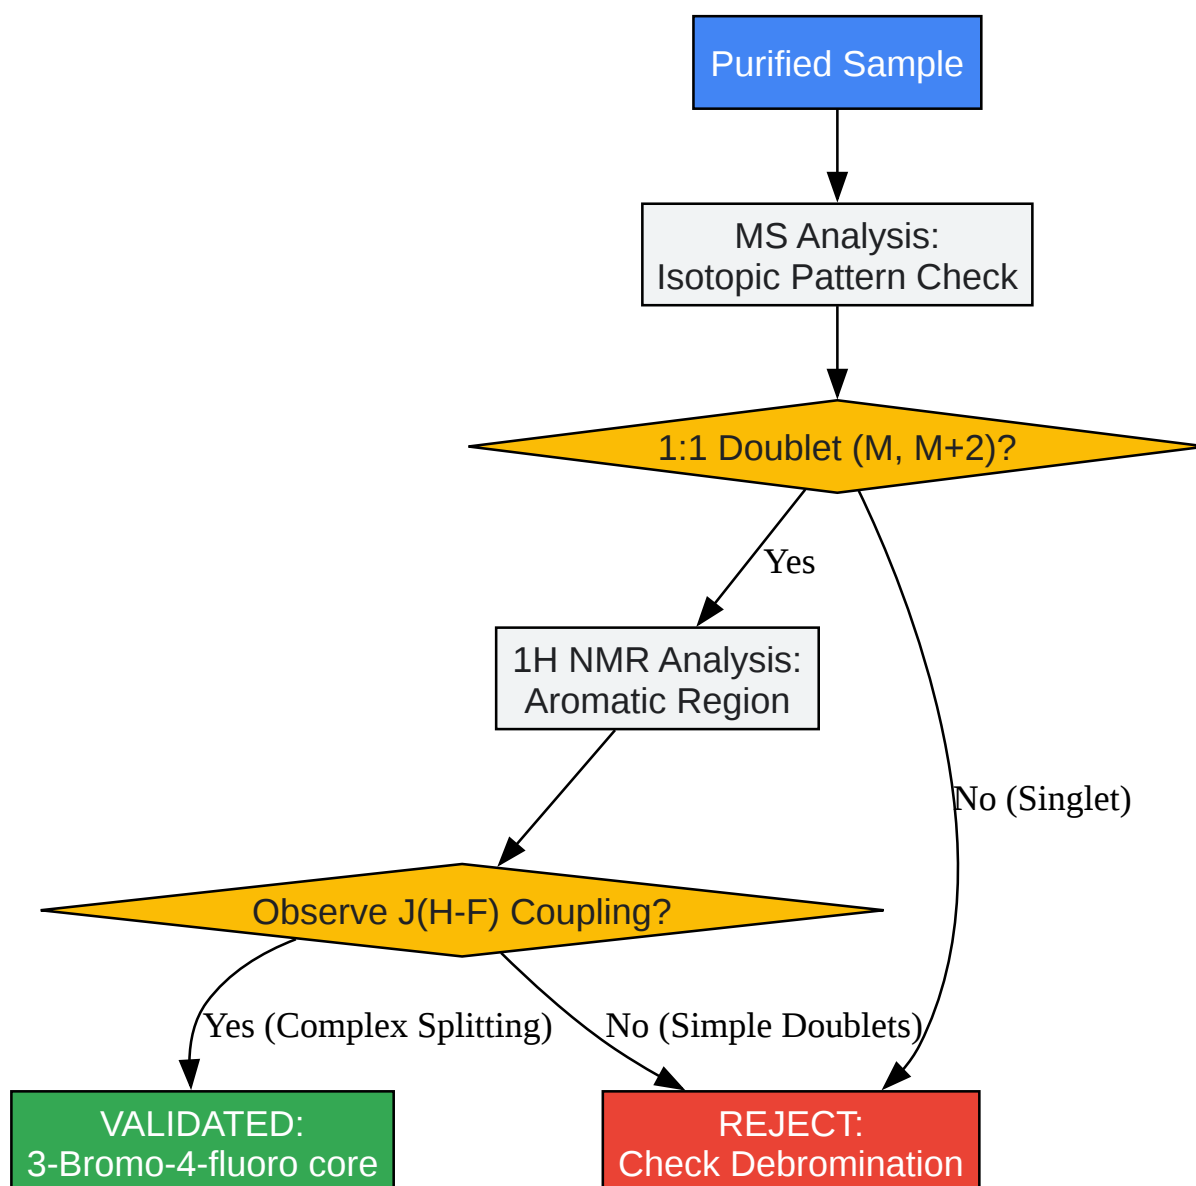 Purified Sample
MS Analysis:
Isotopic Pattern Check
1:1 Doublet (M, M+2)?
Yes
1H NMR Analysis:
Aromatic Region
No (Singlet)
Observe J(H-F) Coupling?
Yes (Complex Splitting)
No (Simple Doublets)
VALIDATED:
3-Bromo-4-fluoro core
REJECT:
Check Debromination